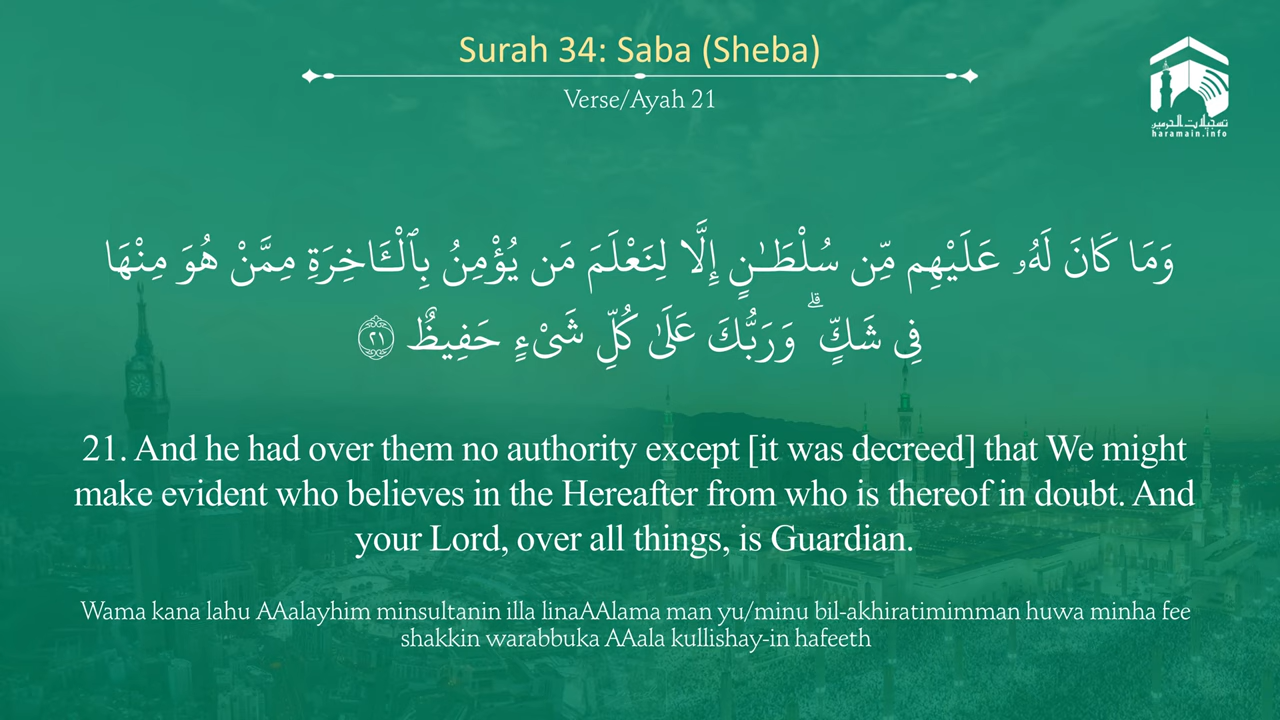 Surah 34: Saba (Sheba)
Verse/Ayah 21
تسجيلات الحرمين
haramain.info
وَمَا كَانَ لَهُۥ عَلَيْهِم مِّن سُلْطَـٰنٍ إِلَّا لِنَعْلَمَ مَن يُؤْمِنُ بِٱلْـَٔاخِرَةِ مِمَّنْ هُوَ مِنْهَا
فِى شَكٍّ ۗ وَرَبُّكَ عَلَىٰ كُلِّ شَىْءٍ حَفِيظٌ ٢١
21. And he had over them no authority except [it was decreed] that We might
make evident who believes in the Hereafter from who is thereof in doubt. And
your Lord, over all things, is Guardian.
Wama kana lahu AAalayhim minsultanin illa linaAAlama man yu/minu bil-akhiratimimman huwa minha fee
shakkin warabbuka AAala kullishay-in hafeeth